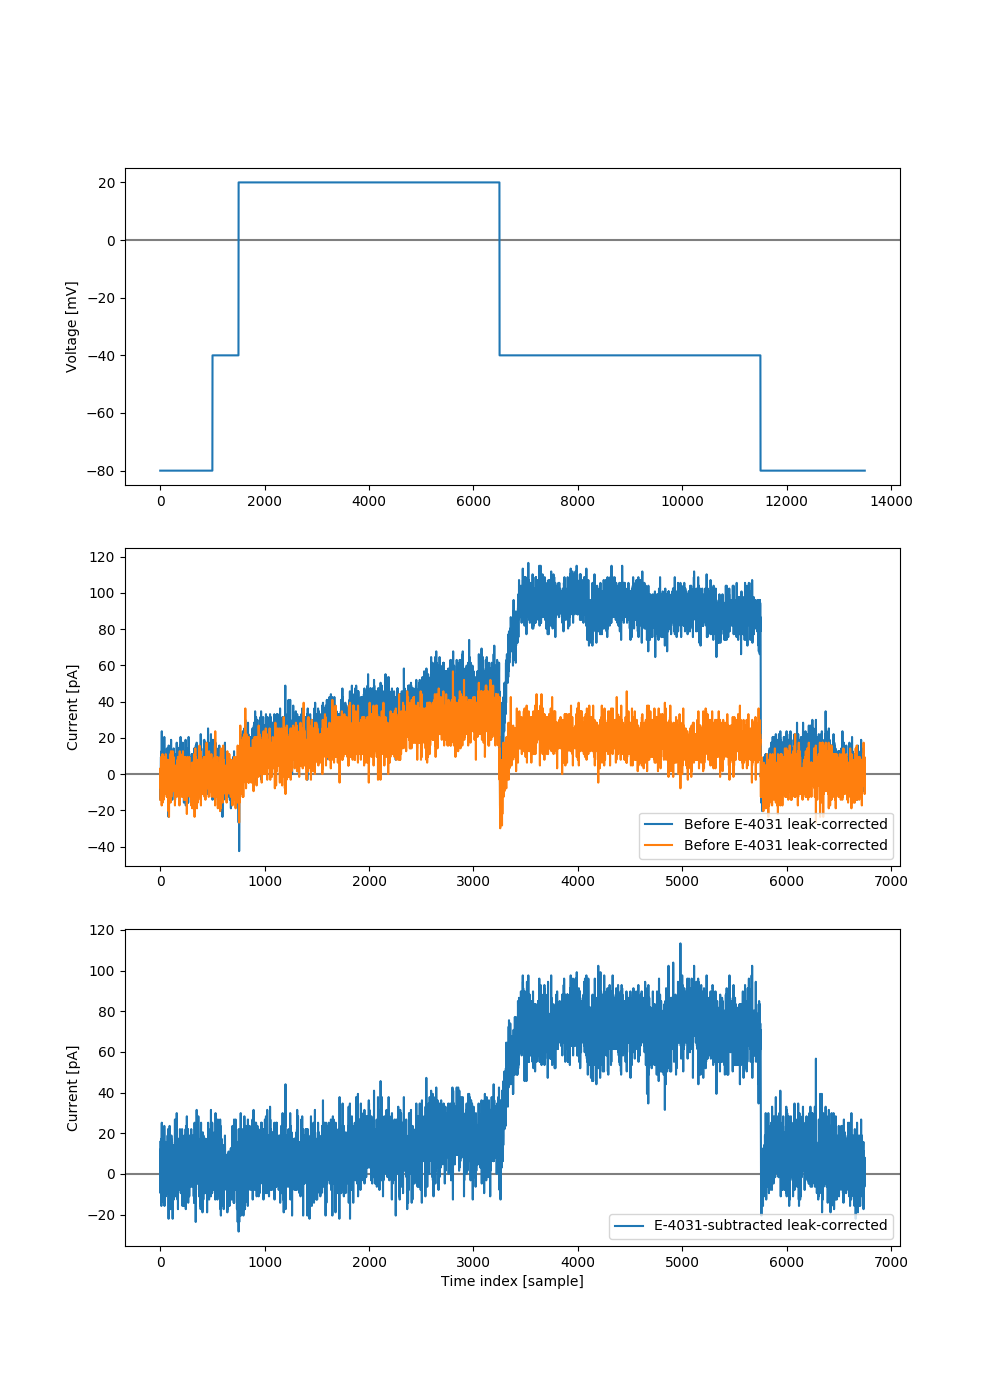 20
0
−20
−40
−60
−80
Voltage [mV]
0 2000 4000 6000 8000 10000 12000 14000
120
100
80
60
40
20
0
−20
−40
Current [pA]
Before E-4031 leak-corrected
Before E-4031 leak-corrected
0 1000 2000 3000 4000 5000 6000 7000
120
100
80
60
40
20
0
−20
Current [pA]
E-4031-subtracted leak-corrected
0 1000 2000 3000 4000 5000 6000 7000
Time index [sample]